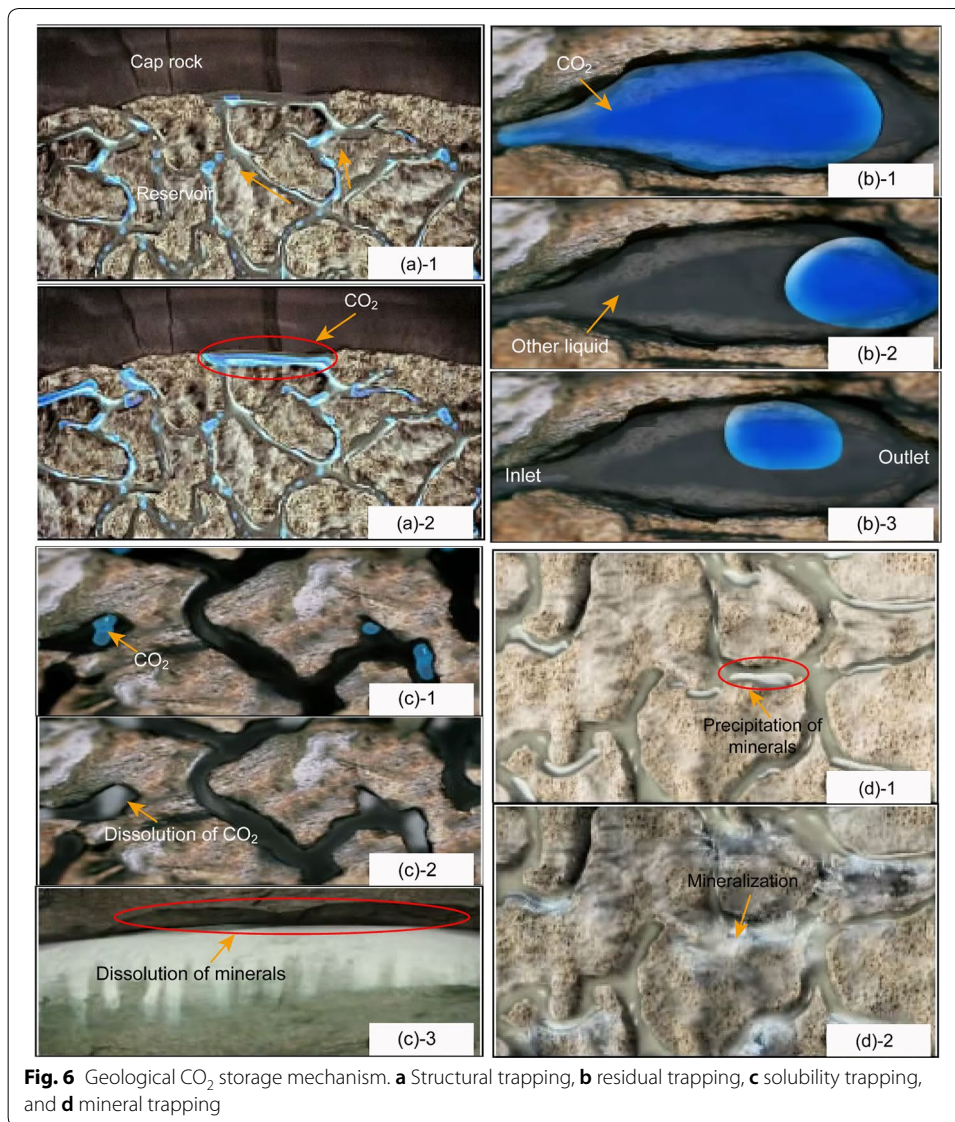 Cap rock
Reservoir
(a)-1
CO₂
(a)-2
CO₂
(b)-1
Other liquid
(b)-2
Inlet
Outlet
(b)-3
CO₂
(c)-1
Dissolution of CO₂
(c)-2
Dissolution of minerals
(c)-3
Precipitation of
minerals
(d)-1
Mineralization
(d)-2
Fig. 6 Geological CO₂ storage mechanism. a Structural trapping, b residual trapping, c solubility trapping,
and d mineral trapping